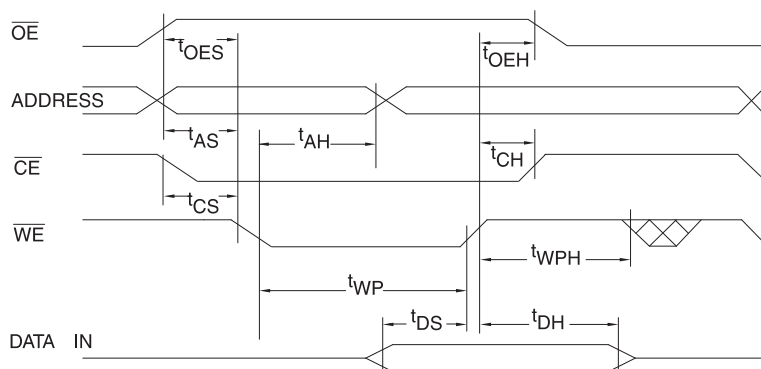 OE
tOES
tOEH
ADDRESS
tAS
tAH
CE
tCH
tCS
WE
tWPH
tWP
tDS
tDH
DATA IN